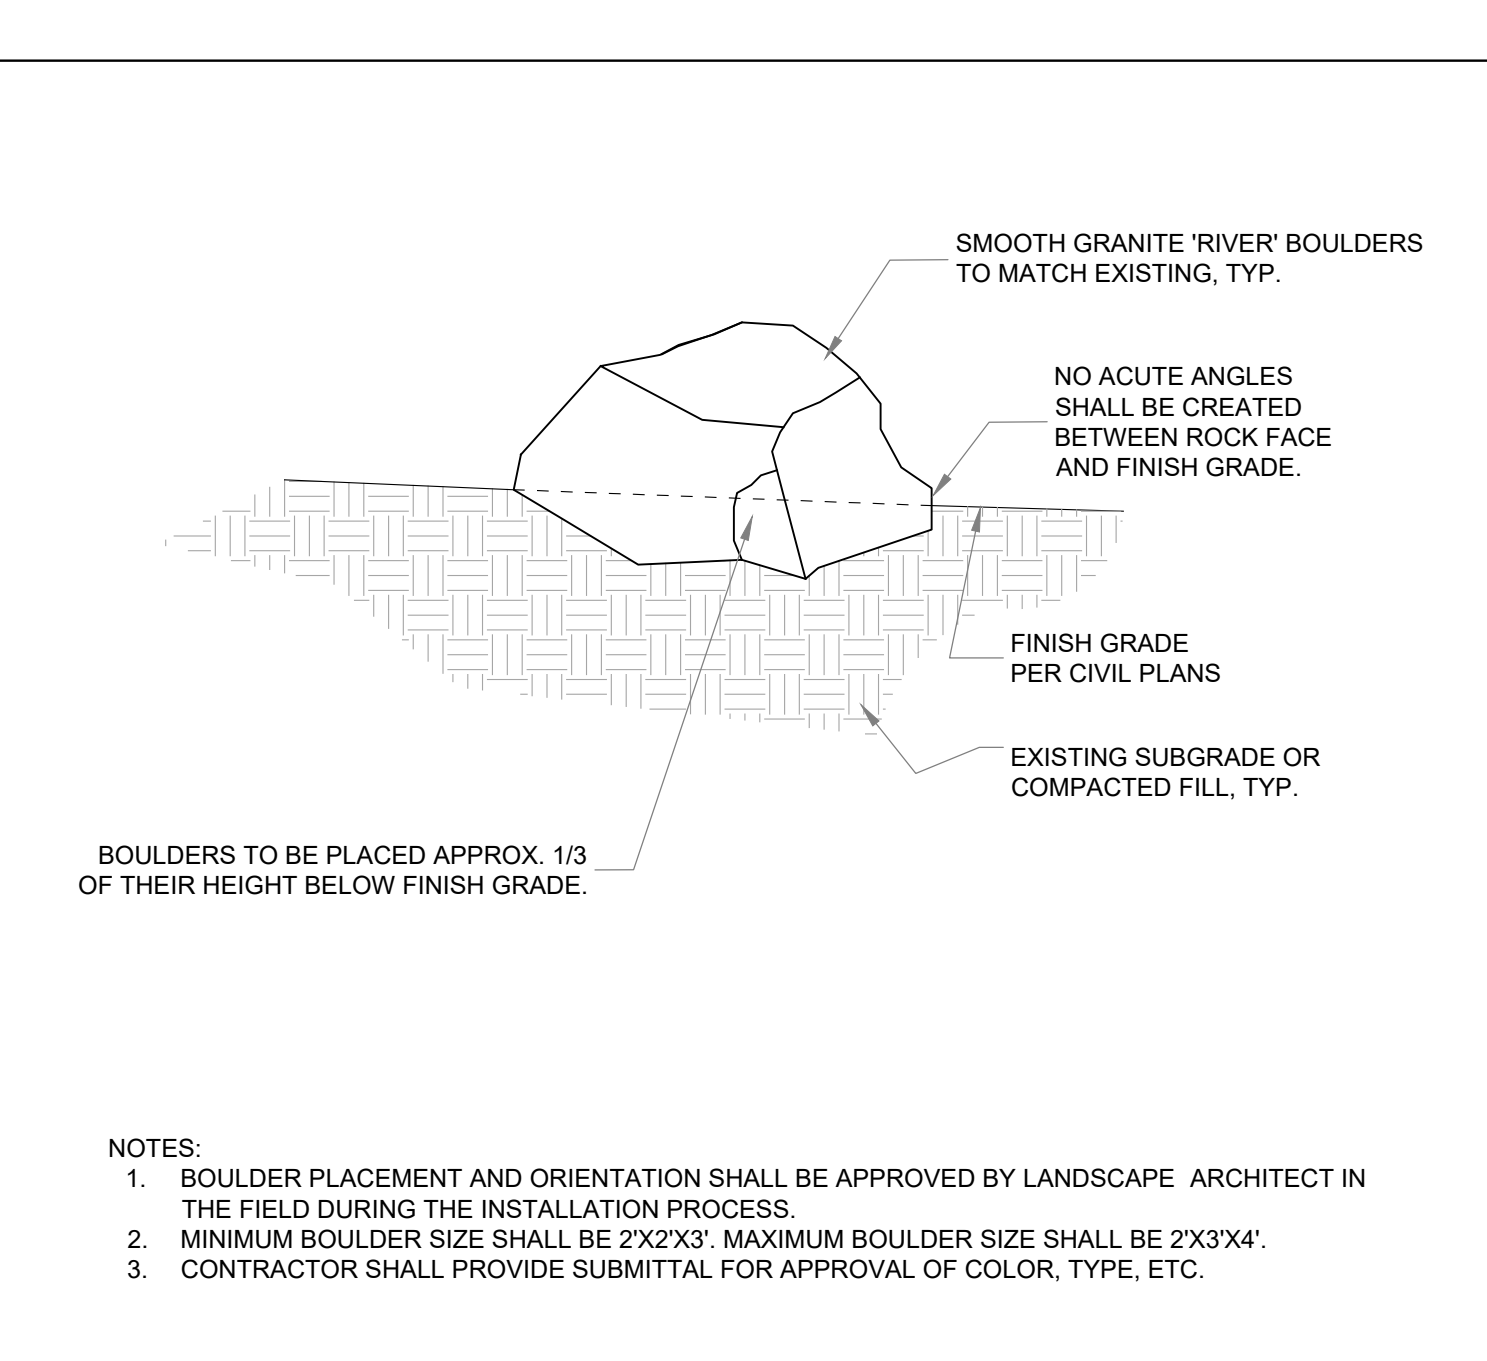 SMOOTH GRANITE 'RIVER' BOULDERS
TO MATCH EXISTING, TYP.
NO ACUTE ANGLES
SHALL BE CREATED
BETWEEN ROCK FACE
AND FINISH GRADE.
FINISH GRADE
PER CIVIL PLANS
EXISTING SUBGRADE OR
COMPACTED FILL, TYP.
BOULDERS TO BE PLACED APPROX. 1/3
OF THEIR HEIGHT BELOW FINISH GRADE.
NOTES:
1. BOULDER PLACEMENT AND ORIENTATION SHALL BE APPROVED BY LANDSCAPE ARCHITECT IN
THE FIELD DURING THE INSTALLATION PROCESS.
2. MINIMUM BOULDER SIZE SHALL BE 2'X2'X3'. MAXIMUM BOULDER SIZE SHALL BE 2'X3'X4'.
3. CONTRACTOR SHALL PROVIDE SUBMITTAL FOR APPROVAL OF COLOR, TYPE, ETC.